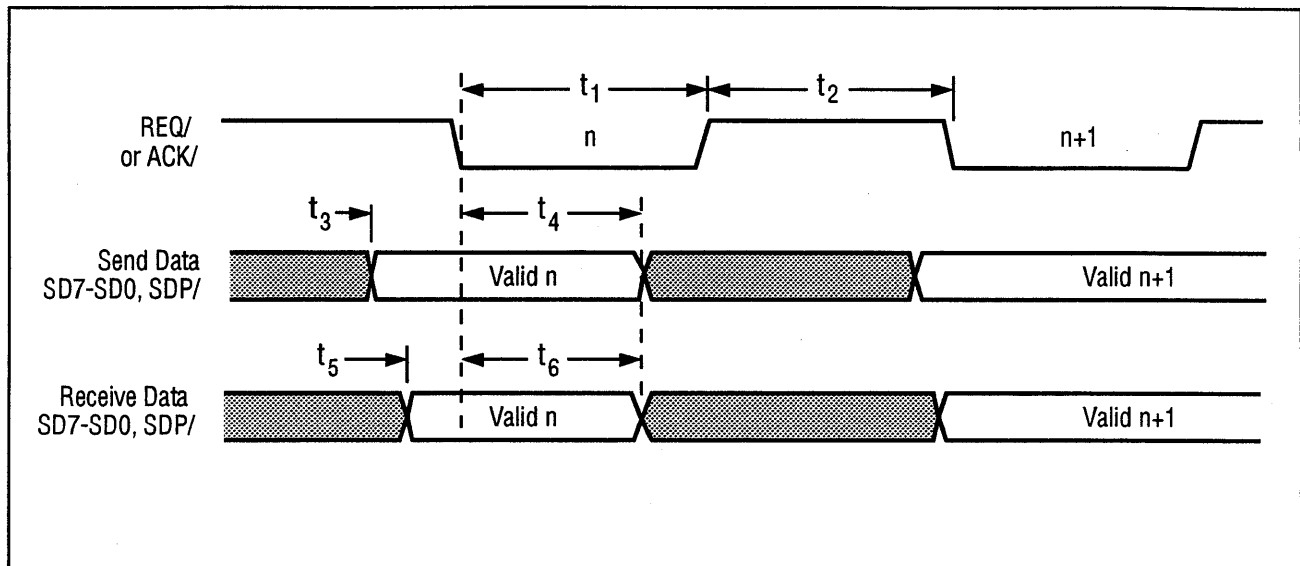 t1 t2
REQ/
or ACK/
n n+1
t3 t4
Send Data
SD7-SD0, SDP/
Valid n Valid n+1
t5 t6
Receive Data
SD7-SD0, SDP/
Valid n Valid n+1